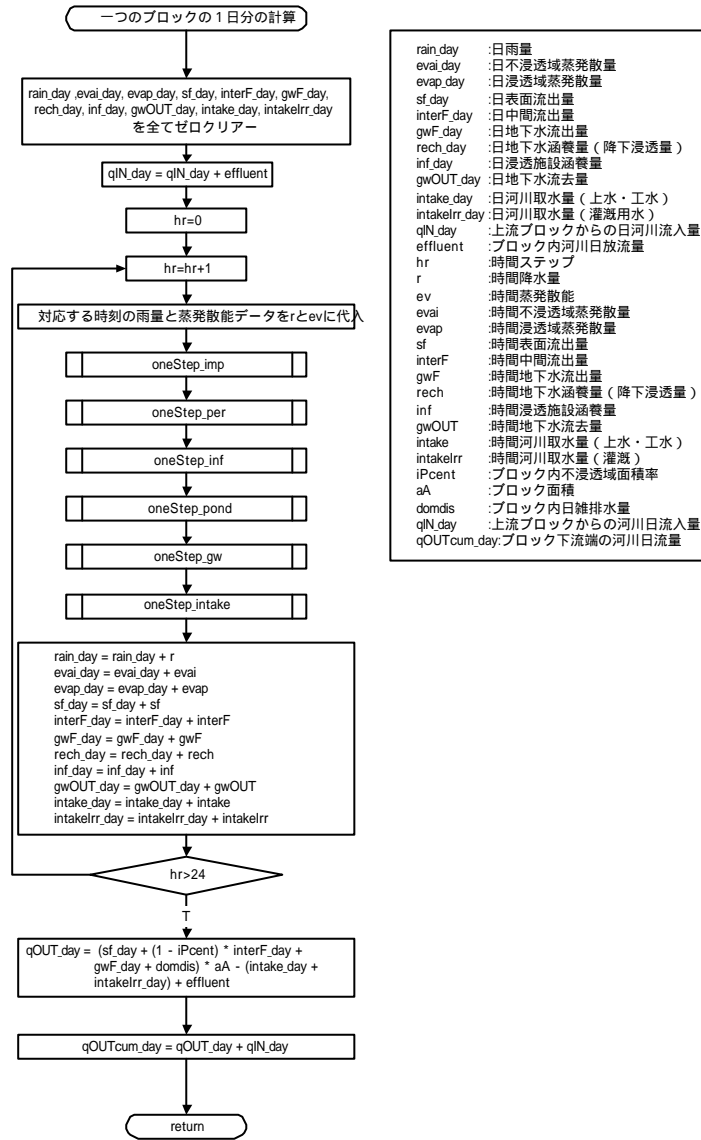 一つのブロックの１日分の計算
rain_day ,evai_day, evap_day, sf_day, interF_day, gwF_day,
rech_day, inf_day, gwOUT_day, intake_day, intakeIrr_day
を全てゼロクリアー
qIN_day = qIN_day + effluent
hr=0
hr=hr+1
対応する時刻の雨量と蒸発散能データをrとevに代入
oneStep_imp
oneStep_per
oneStep_inf
oneStep_pond
oneStep_gw
oneStep_intake
rain_day = rain_day + r
evai_day = evai_day + evai
evap_day = evap_day + evap
sf_day = sf_day + sf
interF_day = interF_day + interF
gwF_day = gwF_day + gwF
rech_day = rech_day + rech
inf_day = inf_day + inf
gwOUT_day = gwOUT_day + gwOUT
intake_day = intake_day + intake
intakeIrr_day = intakeIrr_day + intakeIrr
hr>24
T
qOUT_day = (sf_day + (1 - iPcent) * interF_day +
gwF_day + domdis) * aA - (intake_day +
intakeIrr_day) + effluent
qOUTcum_day = qOUT_day + qIN_day
return
rain_day :日雨量
evai_day :日不浸透域蒸発散量
evap_day :日浸透域蒸発散量
sf_day :日表面流出量
interF_day :日中間流出量
gwF_day :日地下水流出量
rech_day :日地下水涵養量（降下浸透量）
inf_day :日浸透施設涵養量
gwOUT_day :日地下水流去量
intake_day :日河川取水量（上水・工水）
intakeIrr_day :日河川取水量（灌漑用水）
qIN_day :上流ブロックからの日河川流入量
effluent :ブロック内河川日放流量
hr :時間ステップ
r :時間降水量
ev :時間蒸発散能
evai :時間不浸透域蒸発散量
evap :時間浸透域蒸発散量
sf :時間表面流出量
interF :時間中間流出量
gwF :時間地下水流出量
rech :時間地下水涵養量（降下浸透量）
inf :時間浸透施設涵養量
gwOUT :時間地下水流去量
intake :時間河川取水量（上水・工水）
intakeIrr :時間河川取水量（灌漑）
iPcent :ブロック内不浸透域面積率
aA :ブロック面積
domdis :ブロック内日雑排水量
qIN_day :上流ブロックからの河川日流入量
qOUTcum_day:ブロック下流端の河川日流量